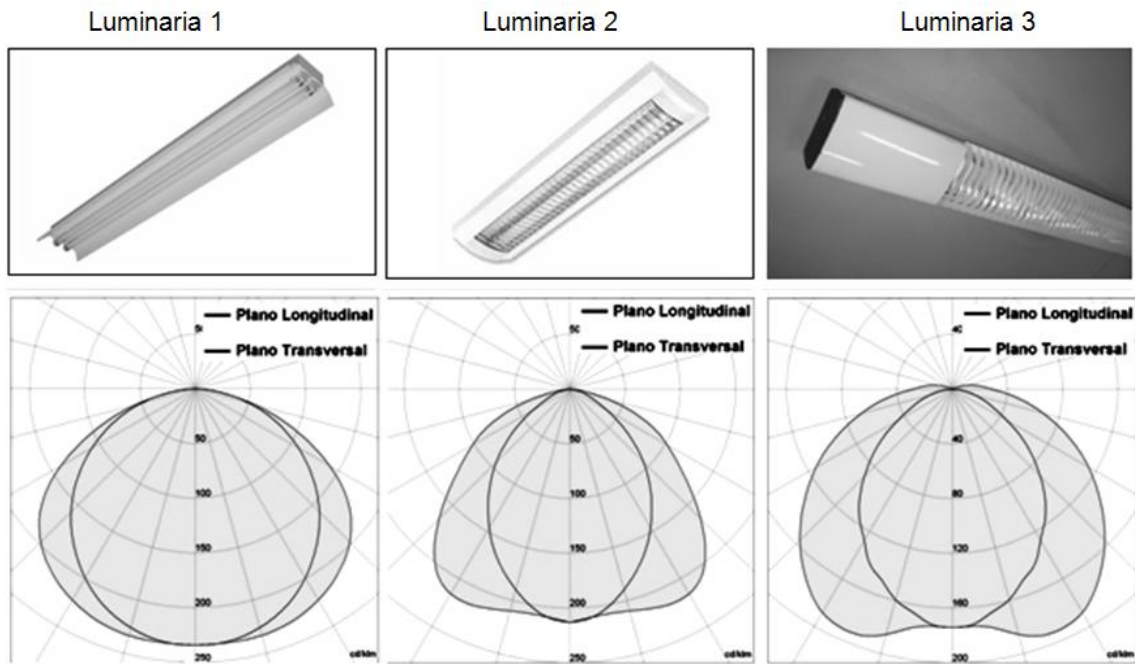 Luminaria 1
Luminaria 2
Luminaria 3
Plano Longitudinal
Plano Transversal
50
50
100
150
200
250
cd/klm
Plano Longitudinal
Plano Transversal
50
50
100
150
200
250
cd/klm
Plano Longitudinal
Plano Transversal
40
40
80
120
160
200
cd/klm